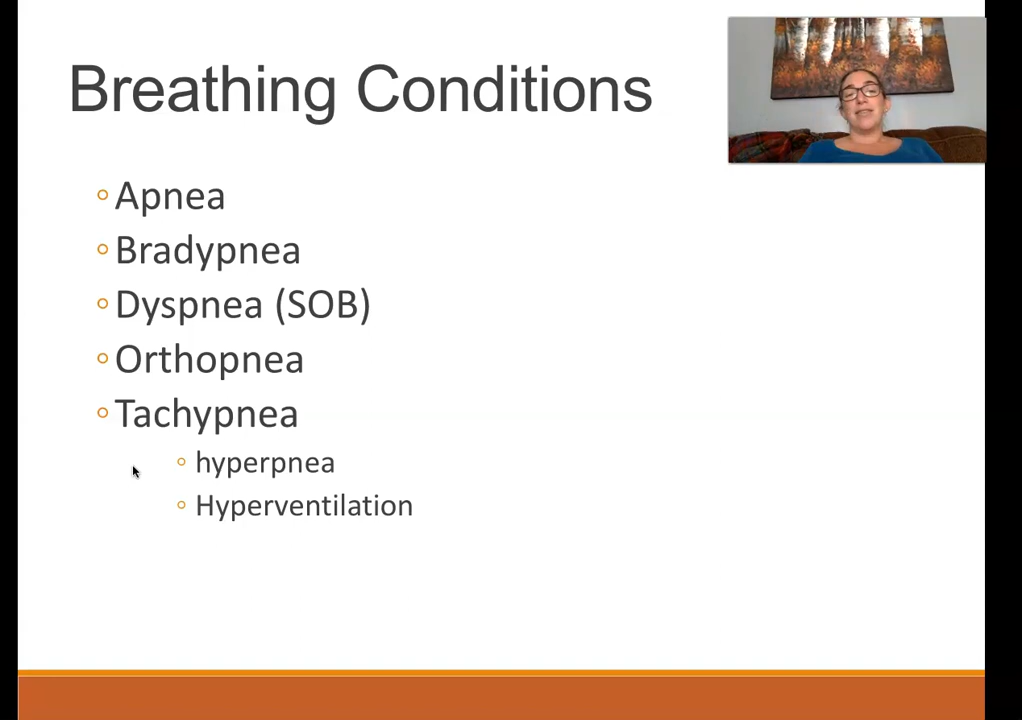 Breathing Conditions
Apnea
Bradypnea
Dyspnea (SOB)
Orthopnea
Tachypnea
hyperpnea
Hyperventilation